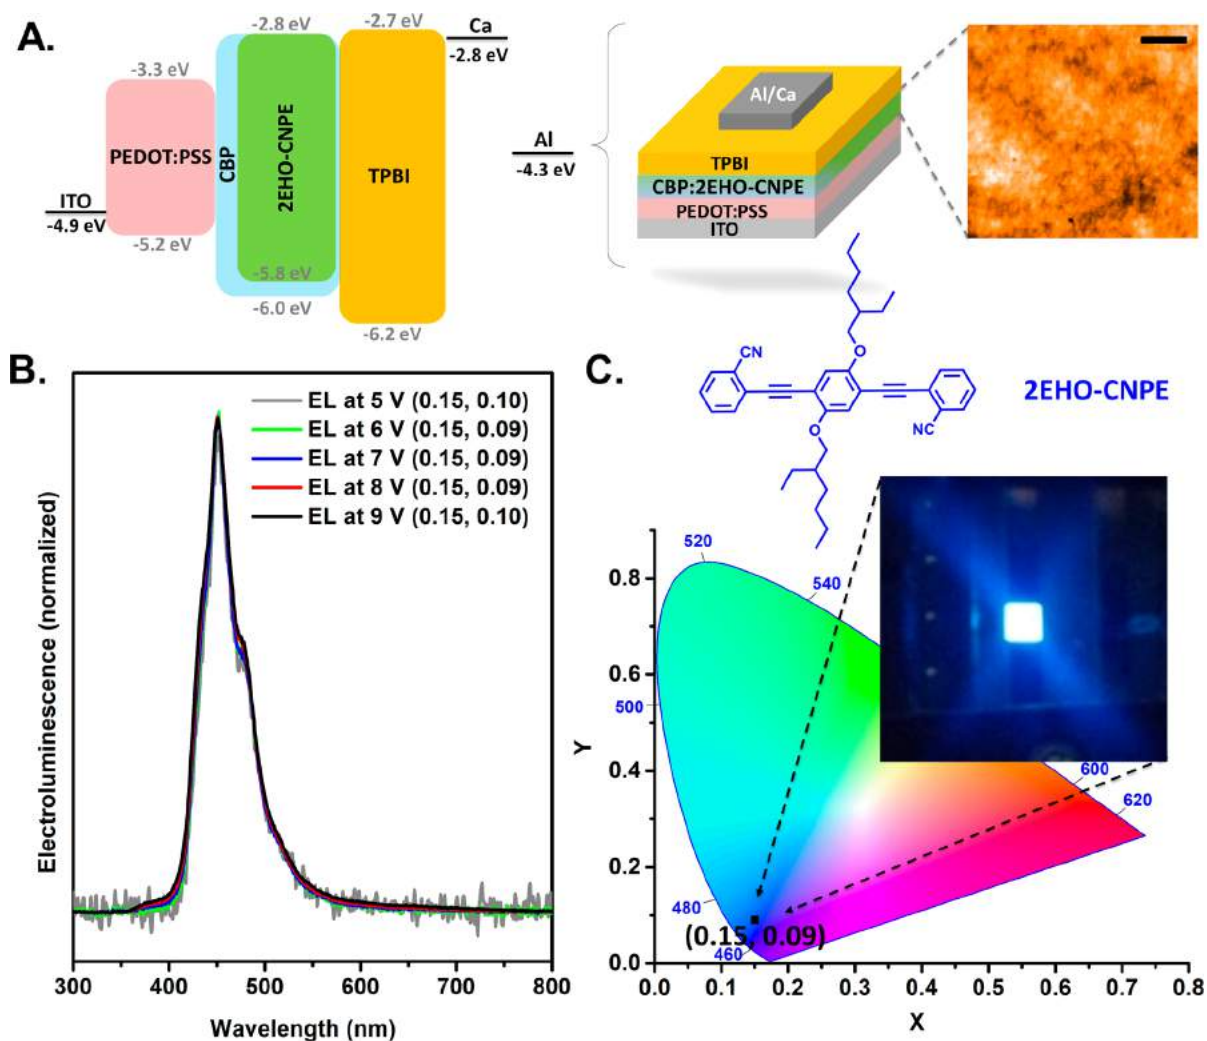 A.
-3.3 eV
PEDOT:PSS
ITO
-4.9 eV
-5.2 eV
-2.8 eV
CBP
2EHO-CNPE
-5.8 eV
-6.0 eV
-2.7 eV
TPBI
-6.2 eV
Ca
-2.8 eV
Al
-4.3 eV
Al/Ca
TPBI
CBP:2EHO-CNPE
PEDOT:PSS
ITO
B.
EL at 5 V (0.15, 0.10)
EL at 6 V (0.15, 0.09)
EL at 7 V (0.15, 0.09)
EL at 8 V (0.15, 0.09)
EL at 9 V (0.15, 0.10)
Electroluminescence (normalized)
300 400 500 600 700 800
Wavelength (nm)
C.
CN
O
O
NC
2EHO-CNPE
520
540
500
600
620
480
460
(0.15, 0.09)
0.8
0.6
0.4
0.2
0.0
Y
0.0 0.1 0.2 0.3 0.4 0.5 0.6 0.7 0.8
X